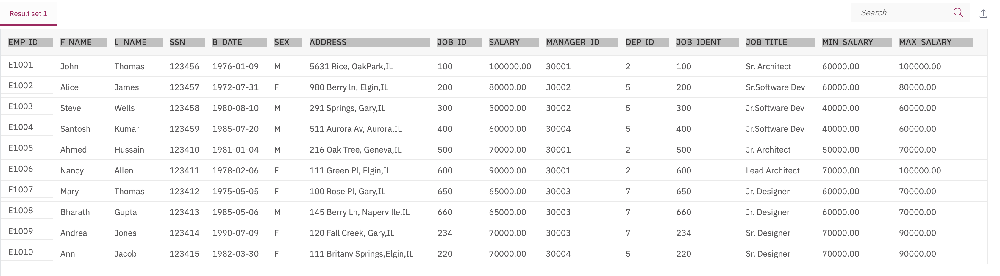 Result set 1 Search
EMP_ID F_NAME L_NAME SSN B_DATE SEX ADDRESS JOB_ID SALARY MANAGER_ID DEP_ID JOB_IDENT JOB_TITLE MIN_SALARY MAX_SALARY
E1001 John Thomas 123456 1976-01-09 M 5631 Rice, OakPark,IL 100 100000.00 30001 2 100 Sr. Architect 60000.00 100000.00
E1002 Alice James 123457 1972-07-31 F 980 Berry ln, Elgin,IL 200 80000.00 30002 5 200 Sr.Software Dev 60000.00 80000.00
E1003 Steve Wells 123458 1980-08-10 M 291 Springs, Gary,IL 300 50000.00 30002 5 300 Jr.Software Dev 40000.00 60000.00
E1004 Santosh Kumar 123459 1985-07-20 M 511 Aurora Av, Aurora,IL 400 60000.00 30004 5 400 Jr.Software Dev 40000.00 60000.00
E1005 Ahmed Hussain 123410 1981-01-04 M 216 Oak Tree, Geneva,IL 500 70000.00 30001 2 500 Jr. Architect 50000.00 70000.00
E1006 Nancy Allen 123411 1978-02-06 F 111 Green Pl, Elgin,IL 600 90000.00 30001 2 600 Lead Architect 70000.00 100000.00
E1007 Mary Thomas 123412 1975-05-05 F 100 Rose Pl, Gary,IL 650 65000.00 30003 7 650 Jr. Designer 60000.00 70000.00
E1008 Bharath Gupta 123413 1985-05-06 M 145 Berry Ln, Naperville,IL 660 65000.00 30003 7 660 Jr. Designer 60000.00 70000.00
E1009 Andrea Jones 123414 1990-07-09 F 120 Fall Creek, Gary,IL 234 70000.00 30003 7 234 Sr. Designer 70000.00 90000.00
E1010 Ann Jacob 123415 1982-03-30 F 111 Britany Springs,Elgin,IL 220 70000.00 30004 5 220 Sr. Designer 70000.00 90000.00